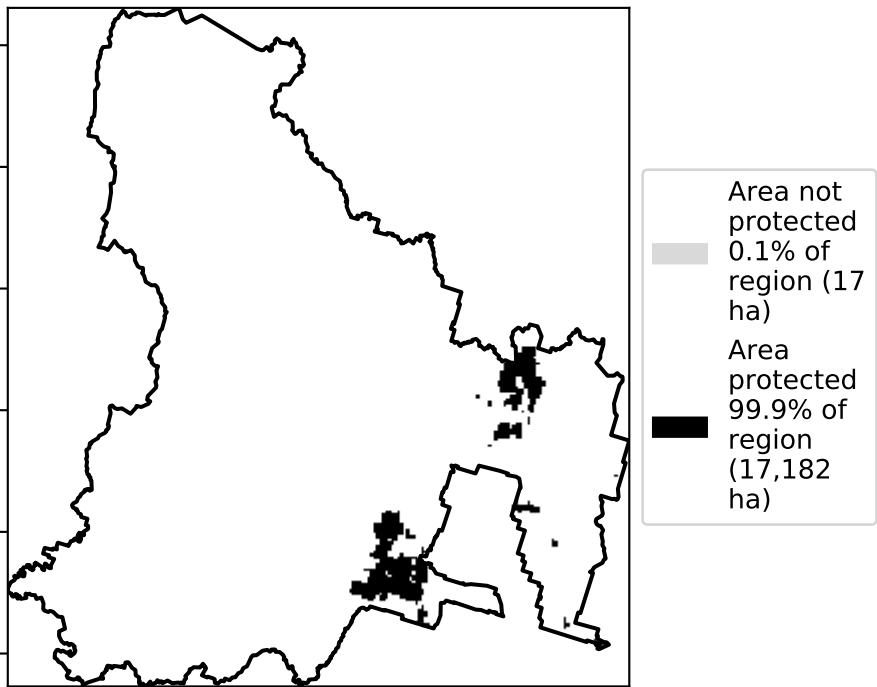 Area not
protected
0.1% of
region (17
ha)
Area
protected
99.9% of
region
(17,182
ha)